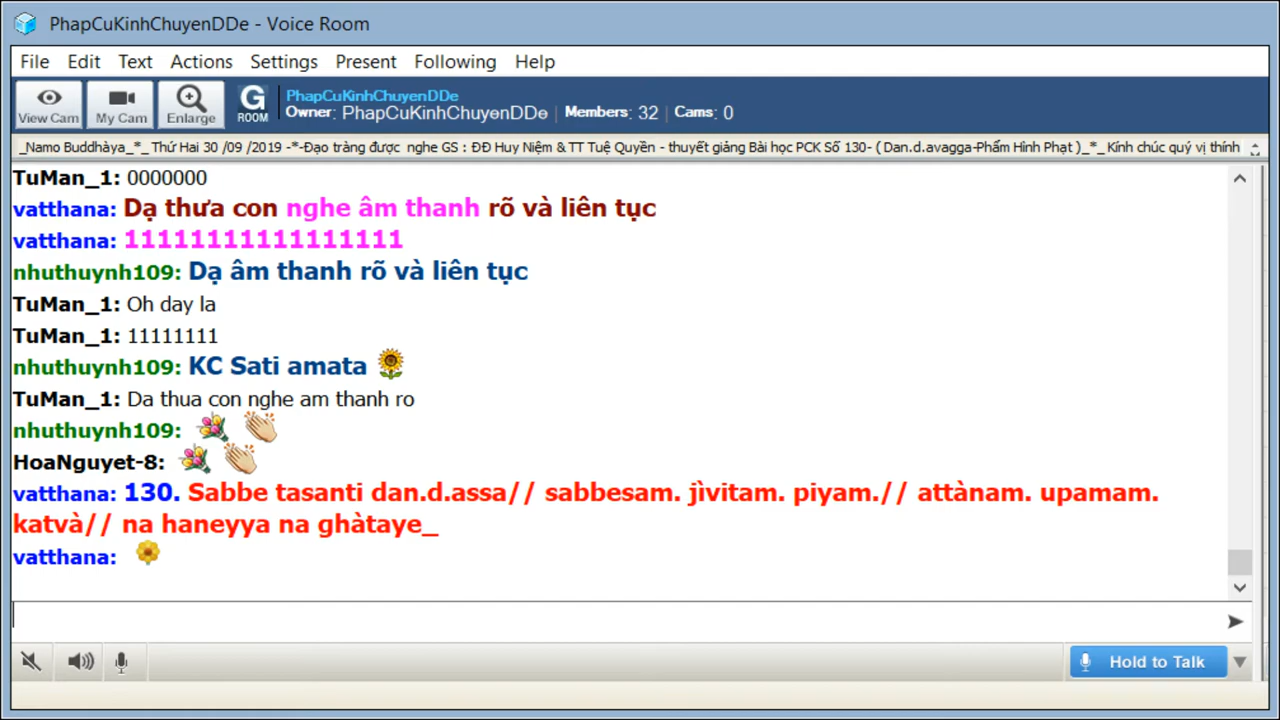 PhapCuKinhChuyenDDe - Voice Room
File Edit Text Actions Settings Present Following Help
View Cam My Cam Enlarge G ROOM PhapCuKinhChuyenDDe
Owner: PhapCuKinhChuyenDDe | Members: 32 | Cams: 0
_Namo Buddhàya_*_ Thứ Hai 30 /09 /2019 -*-Đạo tràng được nghe GS : ĐĐ Huy Niệm & TT Tuệ Quyền - thuyết giảng Bài học PCK Số 130- ( Dan.d.avagga-Phẩm Hình Phạt )_*_ Kính chúc quý vị thính
TuMan_1: 0000000
vatthana: Dạ thưa con nghe âm thanh rõ và liên tục
vatthana: 11111111111111111
nhuthuynh109: Dạ âm thanh rõ và liên tục
TuMan_1: Oh day la
TuMan_1: 11111111
nhuthuynh109: KC Sati amata
TuMan_1: Da thua con nghe am thanh ro
nhuthuynh109:
HoaNguyet-8:
vatthana: 130. Sabbe tasanti dan.d.assa// sabbesam. jìvitam. piyam.// attànam. upamam.
katvà// na haneyya na ghàtaye_
vatthana:
Hold to Talk